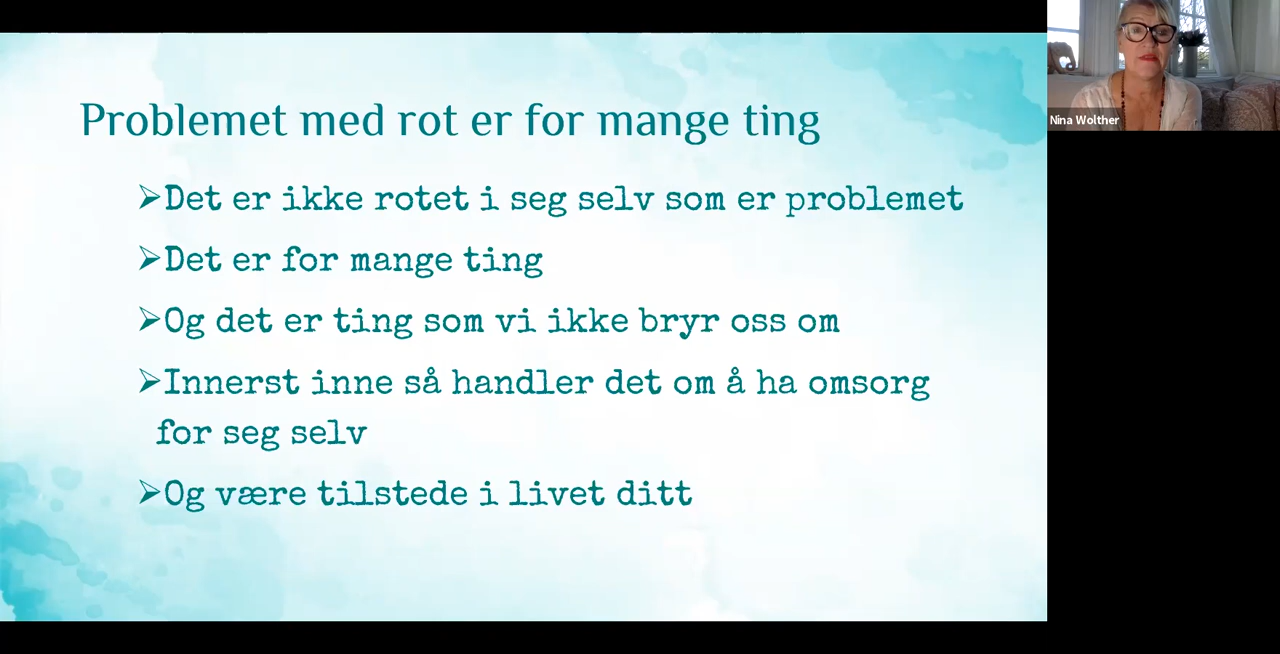 Problemet med rot er for mange ting
➢Det er ikke rotet i seg selv som er problemet
➢Det er for mange ting
➢Og det er ting som vi ikke bryr oss om
➢Innerst inne så handler det om å ha omsorg
for seg selv
➢Og være tilstede i livet ditt
Nina Wolther